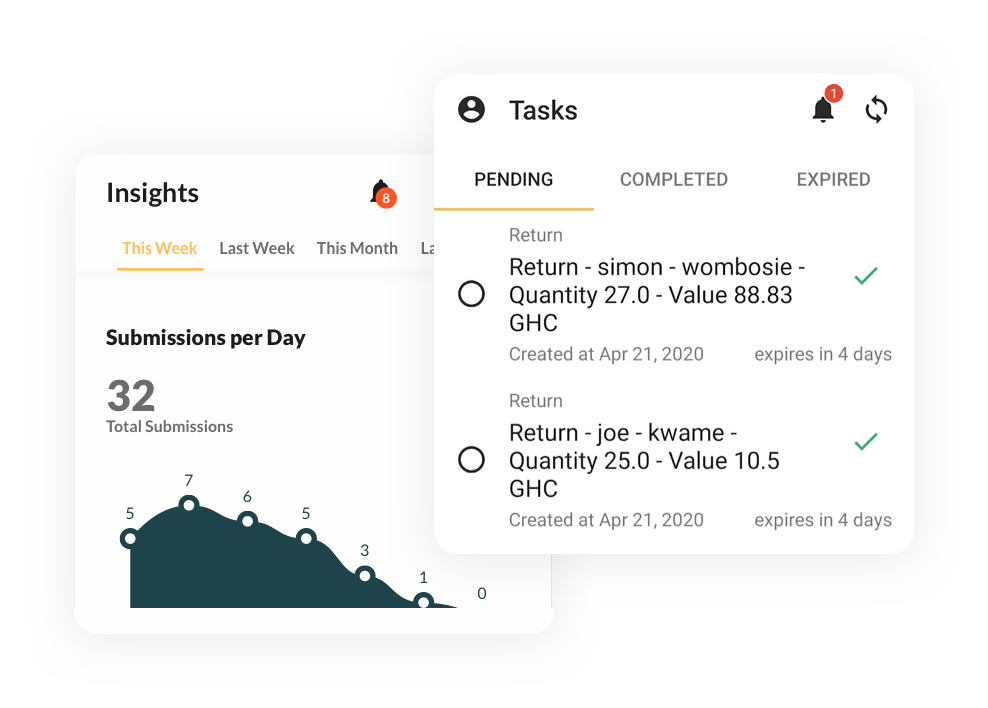 Insights
8
This Week Last Week This Month La
Submissions per Day
32
Total Submissions
5 7 6 5 3 1 0
Tasks
1
PENDING COMPLETED EXPIRED
Return
Return - simon - wombosie -
Quantity 27.0 - Value 88.83
GHC
Created at Apr 21, 2020 expires in 4 days
Return
Return - joe - kwame -
Quantity 25.0 - Value 10.5
GHC
Created at Apr 21, 2020 expires in 4 days